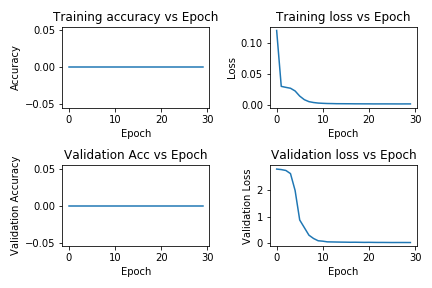 Training accuracy vs Epoch
Accuracy
0.05
0.00
−0.05
0 10 20 30
Epoch
Training loss vs Epoch
Loss
0.10
0.05
0.00
0 10 20 30
Epoch
Validation Acc vs Epoch
Validation Accuracy
0.05
0.00
−0.05
0 10 20 30
Epoch
Validation loss vs Epoch
Validation Loss
2
1
0
0 10 20 30
Epoch